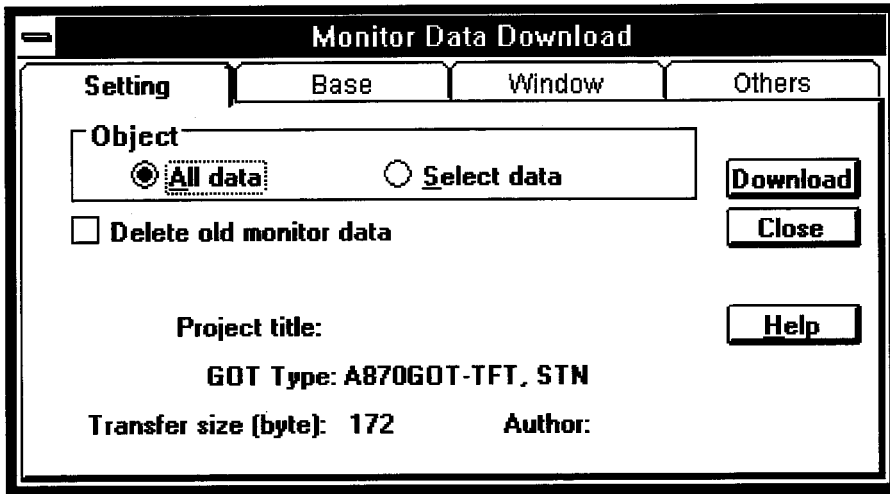 Monitor Data Download
Setting Base Window Others
Object
All data Select data
Download
Delete old monitor data
Close
Project title:
Help
GOT Type: A870GOT-TFT, STN
Transfer size (byte): 172 Author: